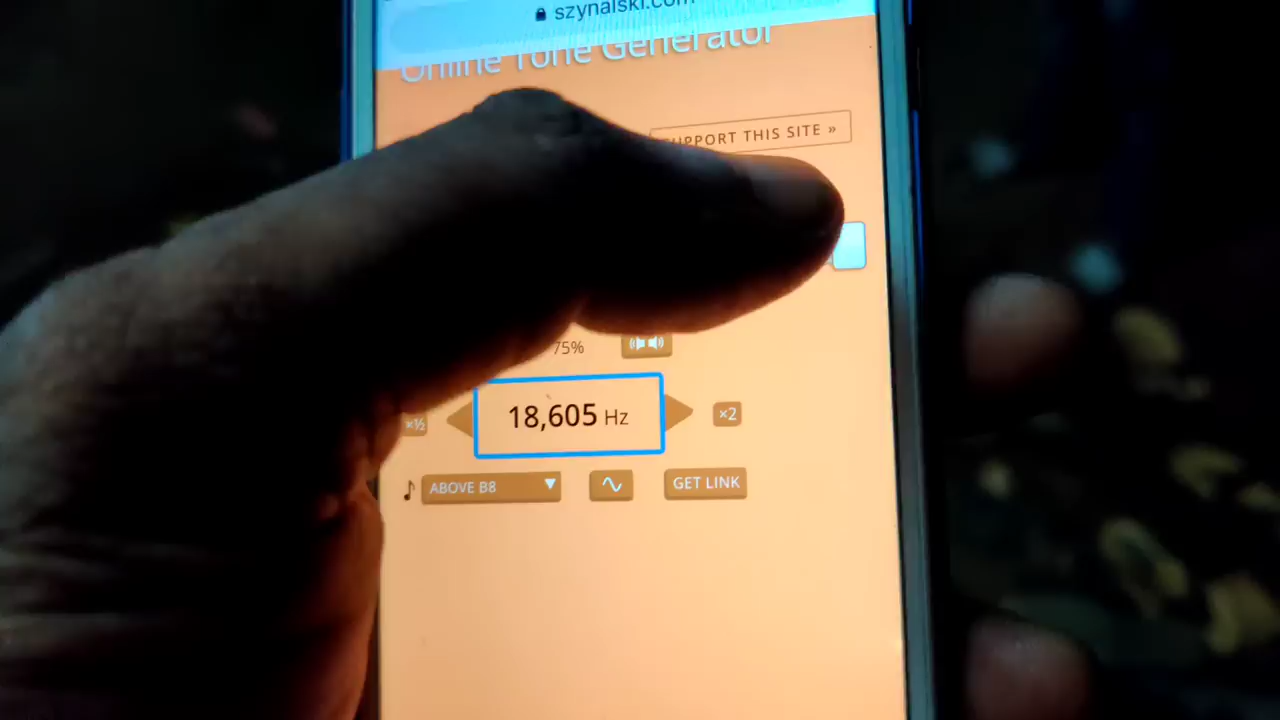 szynalski.com
Online Tone Generator
SUPPORT THIS SITE »
75%
×½
18,605 Hz
×2
ABOVE B8
GET LINK